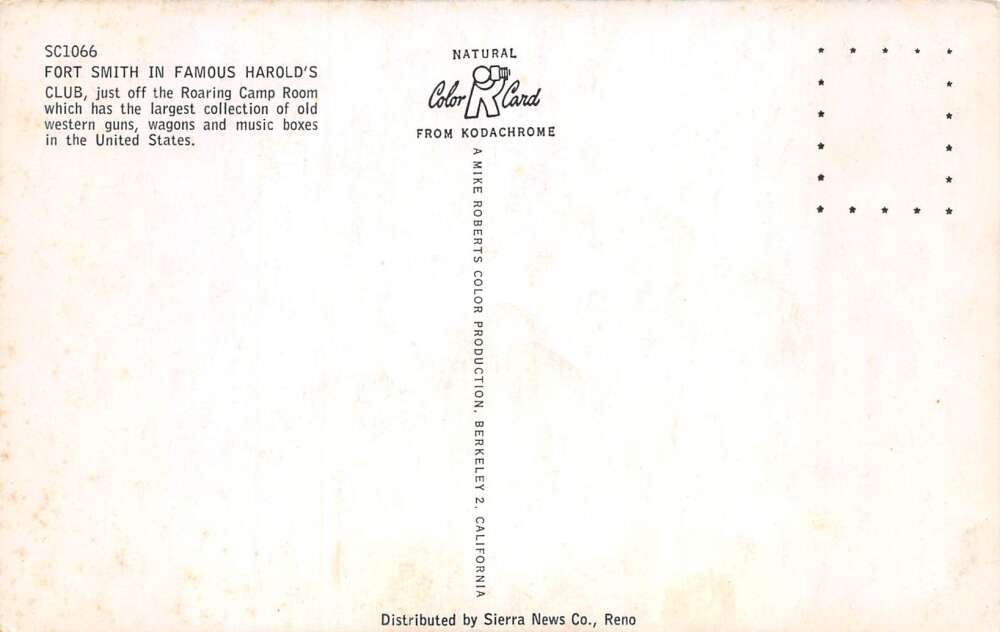 SC1066
FORT SMITH IN FAMOUS HAROLD'S
CLUB, just off the Roaring Camp Room
which has the largest collection of old
western guns, wagons and music boxes
in the United States.
NATURAL
Color Card
FROM KODACHROME
A MIKE ROBERTS COLOR PRODUCTION, BERKELEY 2, CALIFORNIA
Distributed by Sierra News Co., Reno